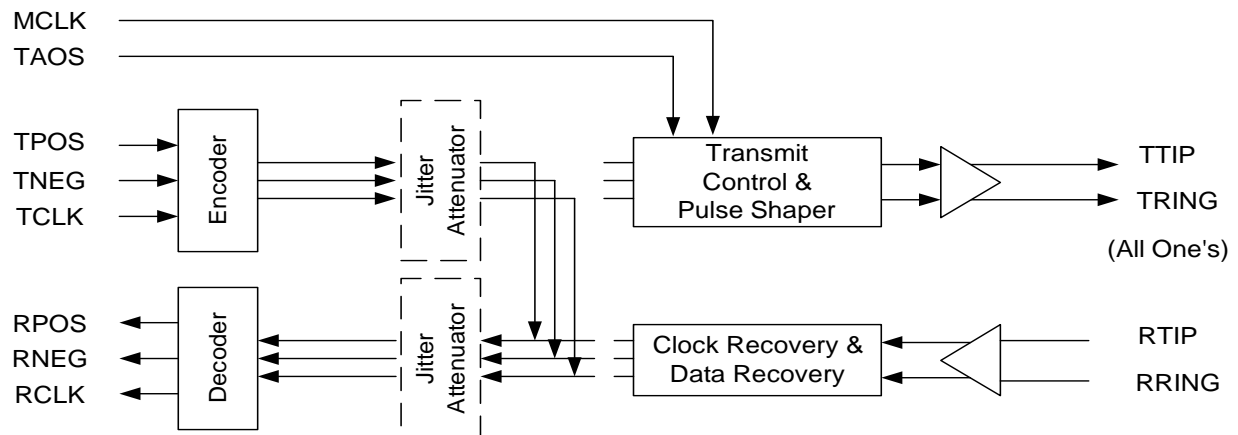 MCLK
TAOS
TPOS
TNEG
TCLK
Encoder
Jitter
Attenuator
Transmit
Control &
Pulse Shaper
TTIP
TRING
(All One's)
RPOS
RNEG
RCLK
Decoder
Jitter
Attenuator
Clock Recovery &
Data Recovery
RTIP
RRING